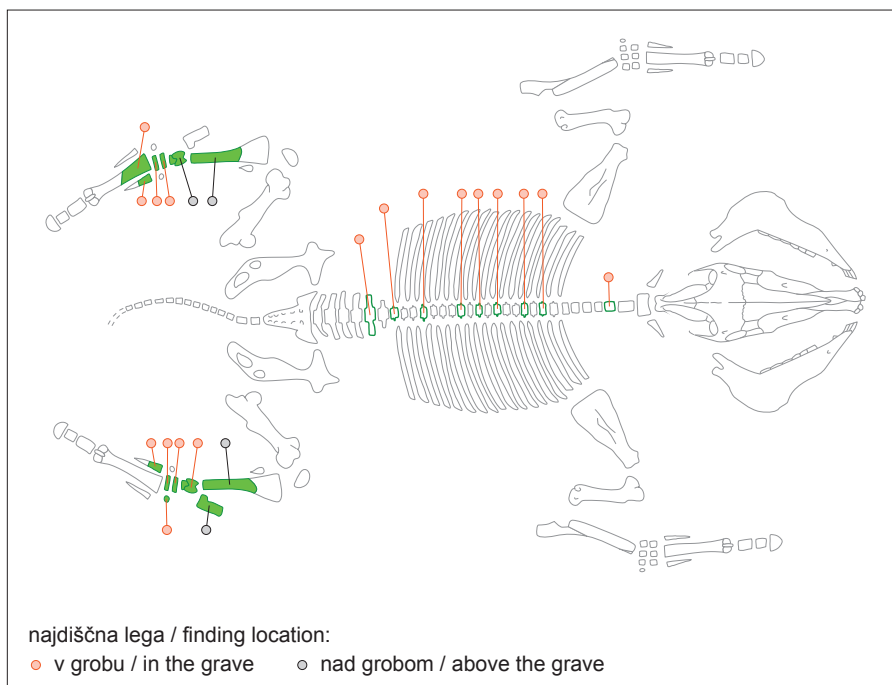 najdiščna lega / finding location:
v grobu / in the grave nad grobom / above the grave